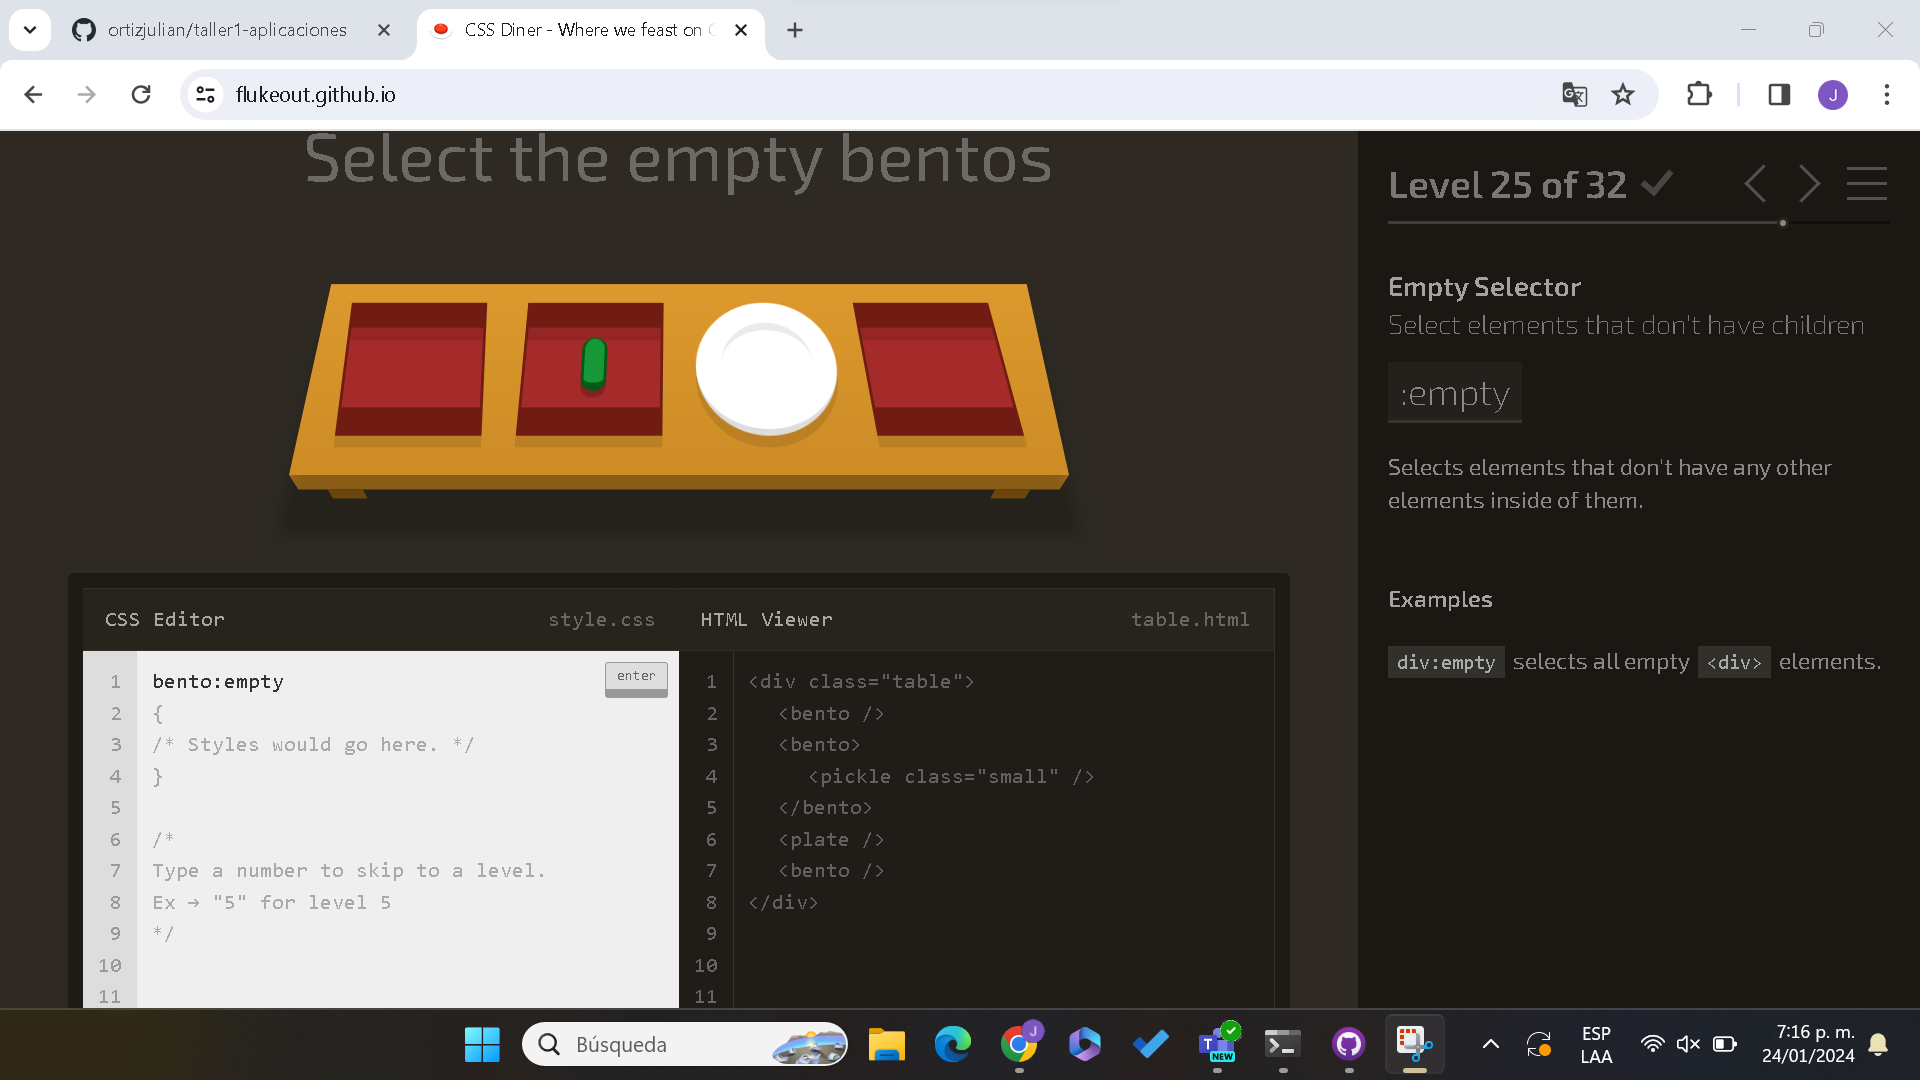 ortizjulian/taller1-aplicaciones
CSS Diner - Where we feast on
flukeout.github.io
J
Select the empty bentos
Level 25 of 32
Empty Selector
Select elements that don't have children
:empty
Selects elements that don't have any other
elements inside of them.
Examples
div:empty selects all empty <div> elements.
CSS Editor
style.css
HTML Viewer
table.html
enter
1 bento:empty
2 {
3 /* Styles would go here. */
4 }
5
6 /*
7 Type a number to skip to a level.
8 Ex → "5" for level 5
9 */
10
11
1 <div class="table">
2 <bento />
3 <bento>
4 <pickle class="small" />
5 </bento>
6 <plate />
7 <bento />
8 </div>
9
10
11
Búsqueda
J
T
NEW
ESP
LAA
7:16 p. m.
24/01/2024